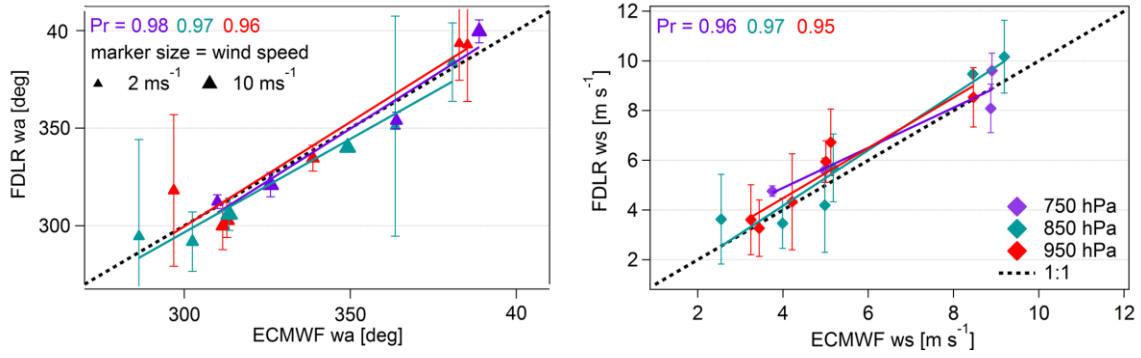 Pr = 0.98 0.97 0.96
marker size = wind speed
2 ms⁻¹ 10 ms⁻¹
40
350
300
FDLR wa [deg]
300 350 40
ECMWF wa [deg]
Pr = 0.96 0.97 0.95
12
10
8
6
4
2
FDLR ws [m s⁻¹]
750 hPa
850 hPa
950 hPa
1:1
2 4 6 8 10 12
ECMWF ws [m s⁻¹]